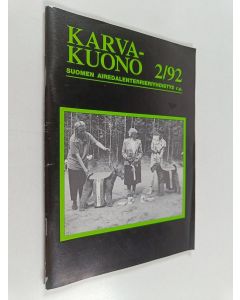 KARVA-
KUONO 2/92
SUOMEN AIREDALENTERRIERIYHDISTYS r.y.